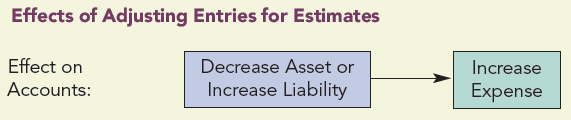 Effects of Adjusting Entries for Estimates
Effect on
Accounts:
Decrease Asset or
Increase Liability
Increase
Expense